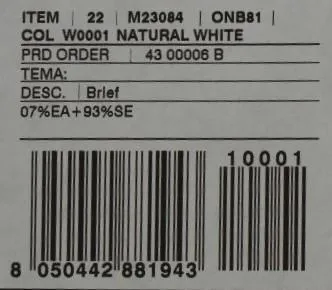 ITEM | 22 | M23084 | ONB81 |
COL W0001 NATURAL WHITE
PRD ORDER | 43 00006 B
TEMA:
DESC. | Brief
07%EA+93%SE
10001
8 050442 881943